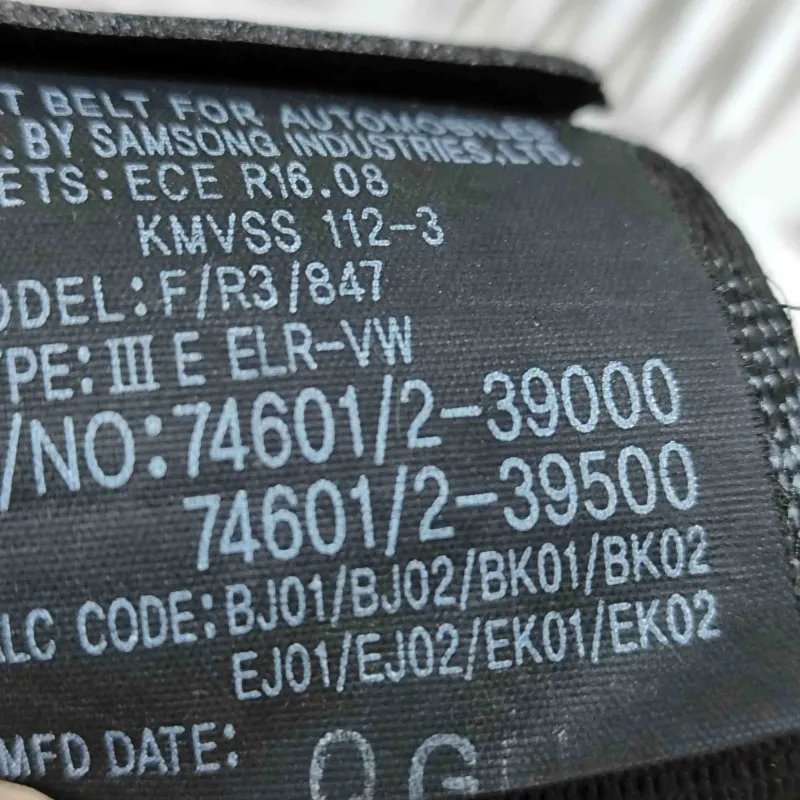 T BELT FOR AUTOMOBILES
. BY SAMSONG INDUSTRIES,LTD.
ETS: ECE R16.08
KMVSS 112-3
ODEL: F/R3/847
YPE: III E ELR-VW
/NO: 74601/2-39000
74601/2-39500
ALC CODE: BJ01/BJ02/BK01/BK02
EJ01/EJ02/EK01/EK02
MFD DATE: